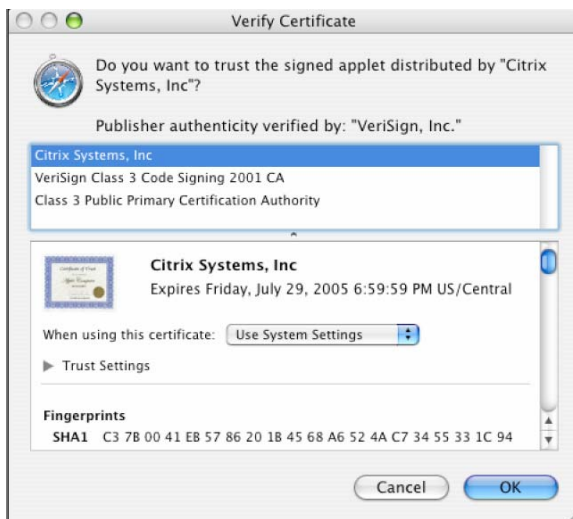 Verify Certificate
Do you want to trust the signed applet distributed by "Citrix
Systems, Inc"?
Publisher authenticity verified by: "VeriSign, Inc."
Citrix Systems, Inc
VeriSign Class 3 Code Signing 2001 CA
Class 3 Public Primary Certification Authority
Citrix Systems, Inc
Expires Friday, July 29, 2005 6:59:59 PM US/Central
When using this certificate: Use System Settings
Trust Settings
Fingerprints
SHA1 C3 7B 00 41 EB 57 86 20 1B 45 68 A6 52 4A C7 34 55 33 1C 94
Cancel OK